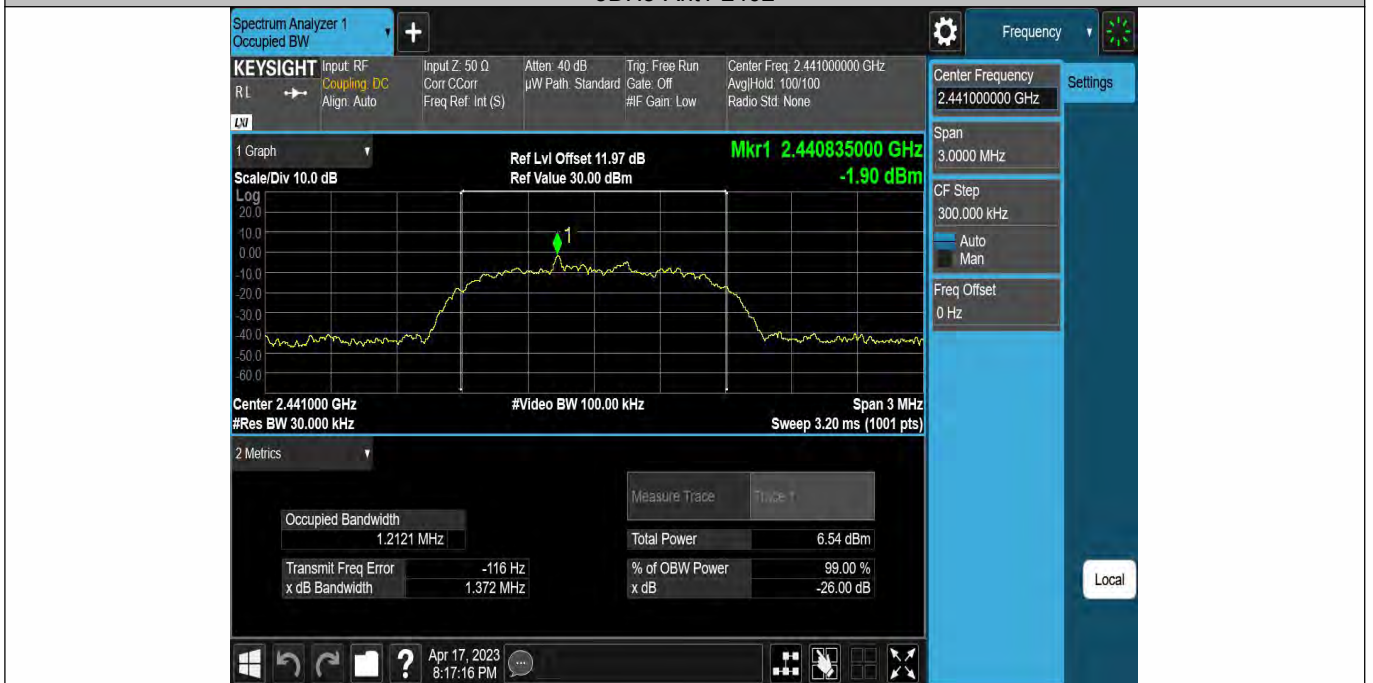 Spectrum Analyzer 1
Occupied BW
Frequency
KEYSIGHT
RL
LXI
Input: RF
Coupling: DC
Align: Auto
Input Z: 50 Ω
Corr CCorr
Freq Ref: Int (S)
Atten: 40 dB
µW Path: Standard
Trig: Free Run
Gate: Off
#IF Gain: Low
Center Freq: 2.441000000 GHz
Avg|Hold: 100/100
Radio Std: None
Center Frequency
2.441000000 GHz
Settings
Span
3.0000 MHz
CF Step
300.000 kHz
Auto
Man
Freq Offset
0 Hz
Local
1 Graph
Scale/Div 10.0 dB
Ref Lvl Offset 11.97 dB
Ref Value 30.00 dBm
Mkr1 2.440835000 GHz
-1.90 dBm
Log
20.0
10.0
0.00
-10.0
-20.0
-30.0
-40.0
-50.0
-60.0
1
Center 2.441000 GHz
#Video BW 100.00 kHz
Span 3 MHz
#Res BW 30.000 kHz
Sweep 3.20 ms (1001 pts)
2 Metrics
Measure Trace
Trace 1
Occupied Bandwidth
1.2121 MHz
Total Power
6.54 dBm
Transmit Freq Error
-116 Hz
% of OBW Power
99.00 %
x dB Bandwidth
1.372 MHz
x dB
-26.00 dB
Apr 17, 2023
8:17:16 PM